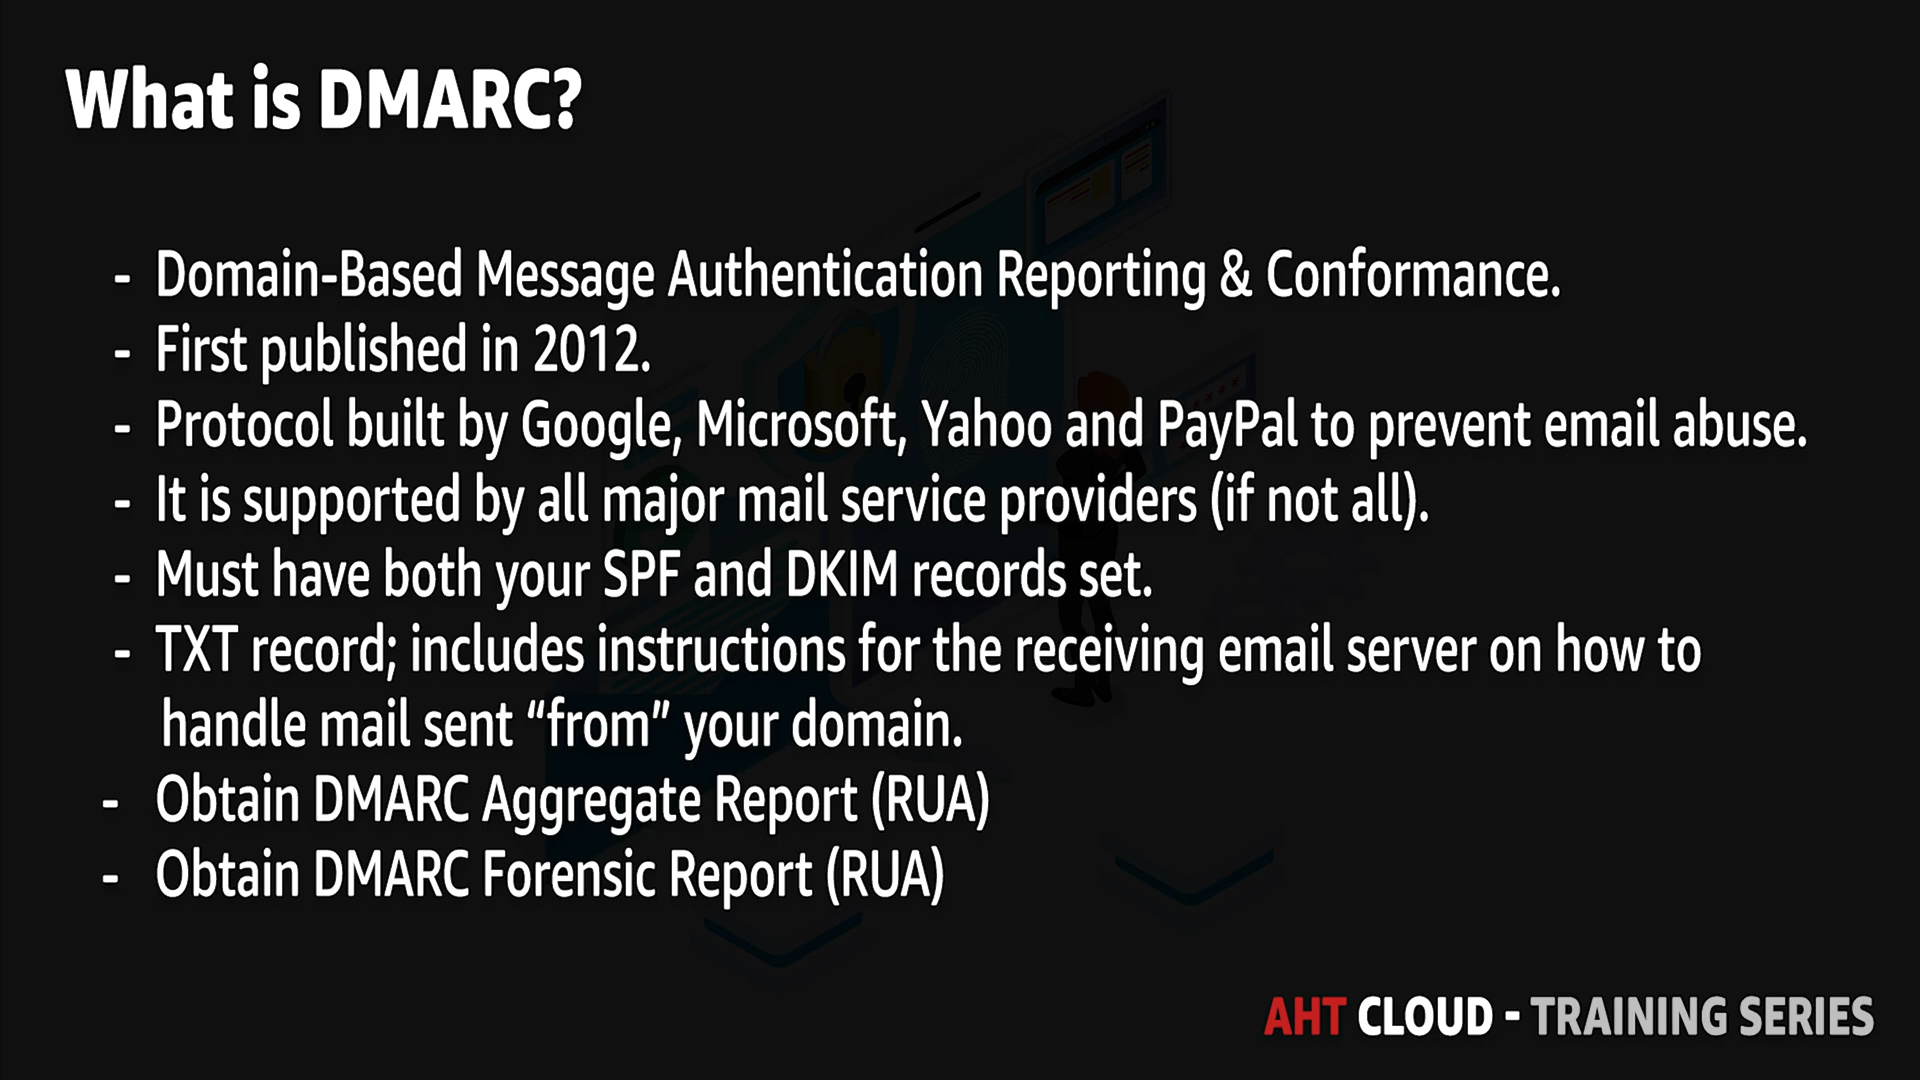 What is DMARC?
- Domain-Based Message Authentication Reporting & Conformance.
- First published in 2012.
- Protocol built by Google, Microsoft, Yahoo and PayPal to prevent email abuse.
- It is supported by all major mail service providers (if not all).
- Must have both your SPF and DKIM records set.
- TXT record; includes instructions for the receiving email server on how to
handle mail sent “from” your domain.
- Obtain DMARC Aggregate Report (RUA)
- Obtain DMARC Forensic Report (RUA)
AHT CLOUD - TRAINING SERIES